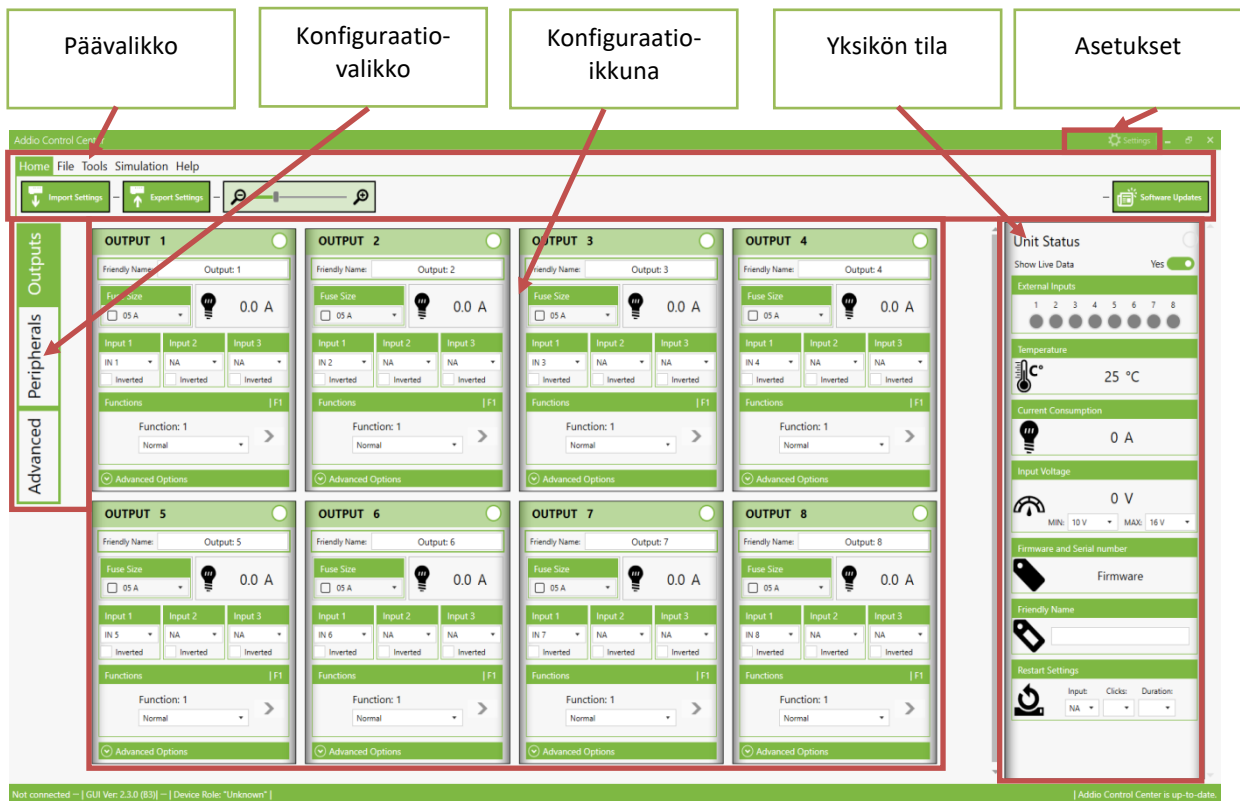 Päävalikko
Konfiguraatio-
valikko
Konfiguraatio-
ikkuna
Yksikön tila
Asetukset
Addio Control Center
Settings
Home File Tools Simulation Help
Import Settings
Export Settings
Software Updates
Outputs
Peripherals
Advanced
OUTPUT 1
Friendly Name: Output: 1
Fuse Size
05 A
0.0 A
Input 1 Input 2 Input 3
IN 1 NA NA
Inverted Inverted Inverted
Functions | F1
Function: 1
Normal
Advanced Options
OUTPUT 2
Friendly Name: Output: 2
Fuse Size
05 A
0.0 A
Input 1 Input 2 Input 3
IN 2 NA NA
Inverted Inverted Inverted
Functions | F1
Function: 1
Normal
Advanced Options
OUTPUT 3
Friendly Name: Output: 3
Fuse Size
05 A
0.0 A
Input 1 Input 2 Input 3
IN 3 NA NA
Inverted Inverted Inverted
Functions | F1
Function: 1
Normal
Advanced Options
OUTPUT 4
Friendly Name: Output: 4
Fuse Size
05 A
0.0 A
Input 1 Input 2 Input 3
IN 4 NA NA
Inverted Inverted Inverted
Functions | F1
Function: 1
Normal
Advanced Options
OUTPUT 5
Friendly Name: Output: 5
Fuse Size
05 A
0.0 A
Input 1 Input 2 Input 3
IN 5 NA NA
Inverted Inverted Inverted
Functions | F1
Function: 1
Normal
Advanced Options
OUTPUT 6
Friendly Name: Output: 6
Fuse Size
05 A
0.0 A
Input 1 Input 2 Input 3
IN 6 NA NA
Inverted Inverted Inverted
Functions | F1
Function: 1
Normal
Advanced Options
OUTPUT 7
Friendly Name: Output: 7
Fuse Size
05 A
0.0 A
Input 1 Input 2 Input 3
IN 7 NA NA
Inverted Inverted Inverted
Functions | F1
Function: 1
Normal
Advanced Options
OUTPUT 8
Friendly Name: Output: 8
Fuse Size
05 A
0.0 A
Input 1 Input 2 Input 3
IN 8 NA NA
Inverted Inverted Inverted
Functions | F1
Function: 1
Normal
Advanced Options
Unit Status
Show Live Data Yes
External Inputs
1 2 3 4 5 6 7 8
Temperature
C° 25 °C
Current Consumption
0 A
Input Voltage
0 V
MIN: 10 V MAX: 16 V
Firmware and Serial number
Firmware
Friendly Name
Restart Settings
Input: Clicks: Duration:
NA
Not connected -- | GUI Ver: 2.3.0 (B3)| -- | Device Role: "Unknown" |
| Addio Control Center is up-to-date.